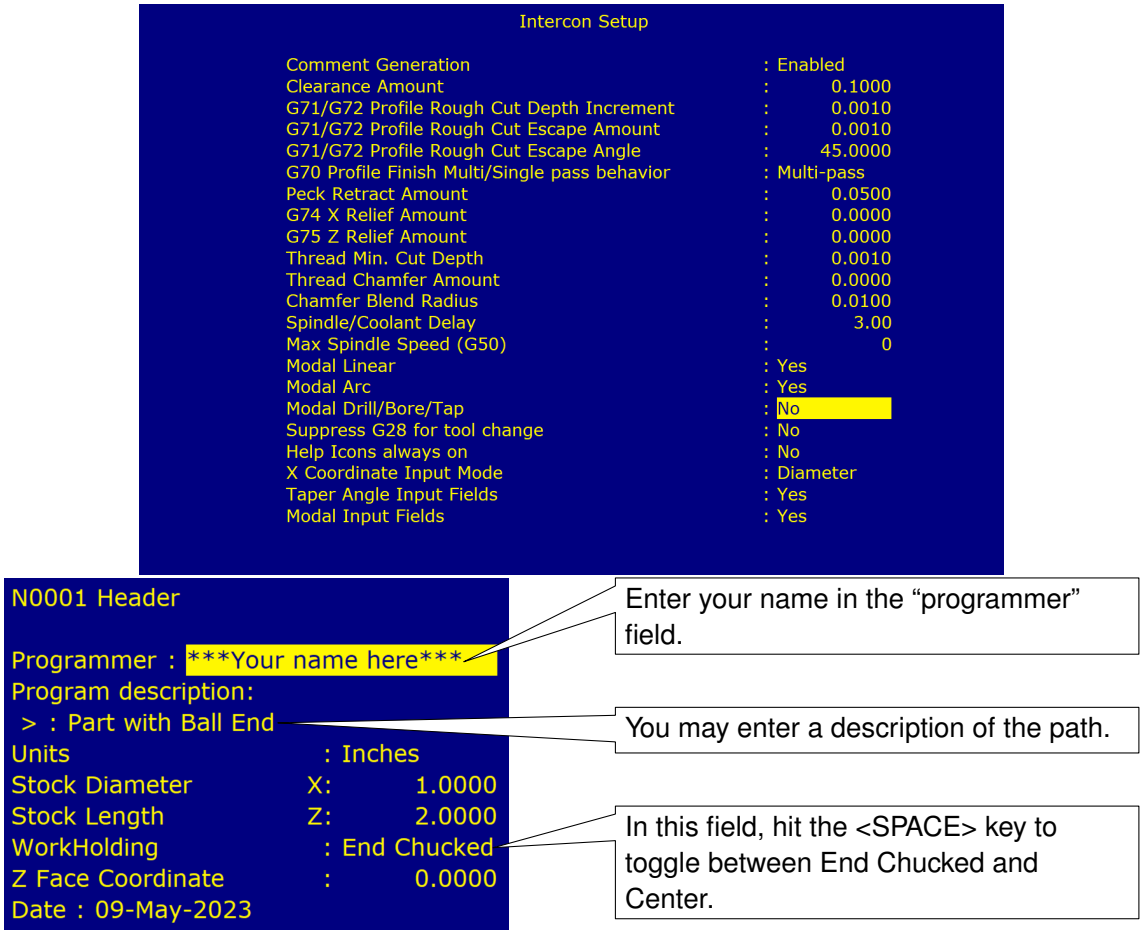 Intercon Setup
Comment Generation : Enabled
Clearance Amount : 0.1000
G71/G72 Profile Rough Cut Depth Increment : 0.0010
G71/G72 Profile Rough Cut Escape Amount : 0.0010
G71/G72 Profile Rough Cut Escape Angle : 45.0000
G70 Profile Finish Multi/Single pass behavior : Multi-pass
Peck Retract Amount : 0.0500
G74 X Relief Amount : 0.0000
G75 Z Relief Amount : 0.0000
Thread Min. Cut Depth : 0.0010
Thread Chamfer Amount : 0.0000
Chamfer Blend Radius : 0.0100
Spindle/Coolant Delay : 3.00
Max Spindle Speed (G50) : 0
Modal Linear : Yes
Modal Arc : Yes
Modal Drill/Bore/Tap : No
Suppress G28 for tool change : No
Help Icons always on : No
X Coordinate Input Mode : Diameter
Taper Angle Input Fields : Yes
Modal Input Fields : Yes
N0001 Header
Programmer : ***Your name here***
Program description:
> : Part with Ball End
Units : Inches
Stock Diameter X: 1.0000
Stock Length Z: 2.0000
WorkHolding : End Chucked
Z Face Coordinate : 0.0000
Date : 09-May-2023
Enter your name in the “programmer”
field.
You may enter a description of the path.
In this field, hit the <SPACE> key to
toggle between End Chucked and
Center.